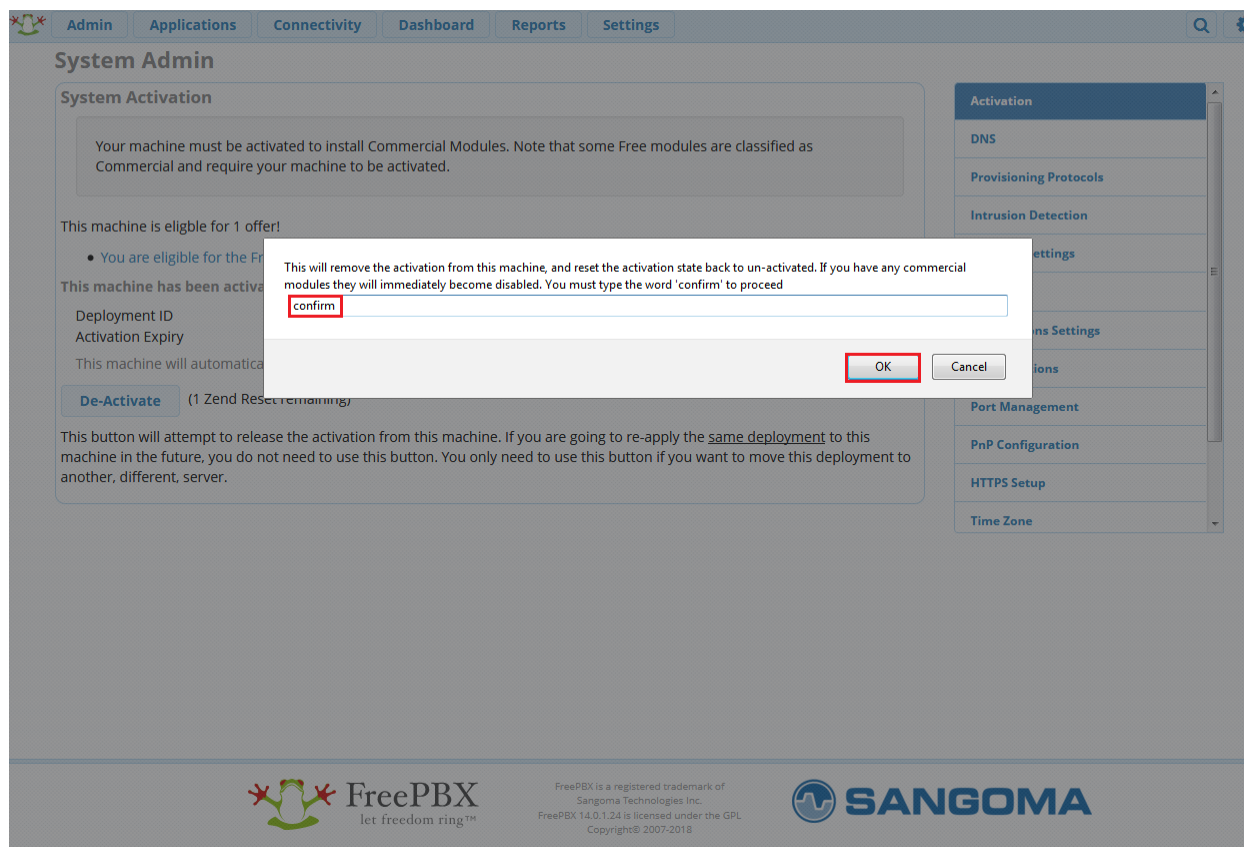 Admin Applications Connectivity Dashboard Reports Settings
System Admin
System Activation
Your machine must be activated to install Commercial Modules. Note that some Free modules are classified as
Commercial and require your machine to be activated.
This machine is eligble for 1 offer!
You are eligible for the Fr
This machine has been activa
Deployment ID
Activation Expiry
This machine will automatica
De-Activate (1 Zend Reset remaining)
This button will attempt to release the activation from this machine. If you are going to re-apply the same deployment to this
machine in the future, you do not need to use this button. You only need to use this button if you want to move this deployment to
another, different, server.
This will remove the activation from this machine, and reset the activation state back to un-activated. If you have any commercial
modules they will immediately become disabled. You must type the word 'confirm' to proceed
confirm
OK Cancel
Activation
DNS
Provisioning Protocols
Intrusion Detection
ettings
ns Settings
ions
Port Management
PnP Configuration
HTTPS Setup
Time Zone
FreePBX
let freedom ring™
FreePBX is a registered trademark of
Sangoma Technologies Inc.
FreePBX 14.0.1.24 is licensed under the GPL
Copyright© 2007-2018
SANGOMA